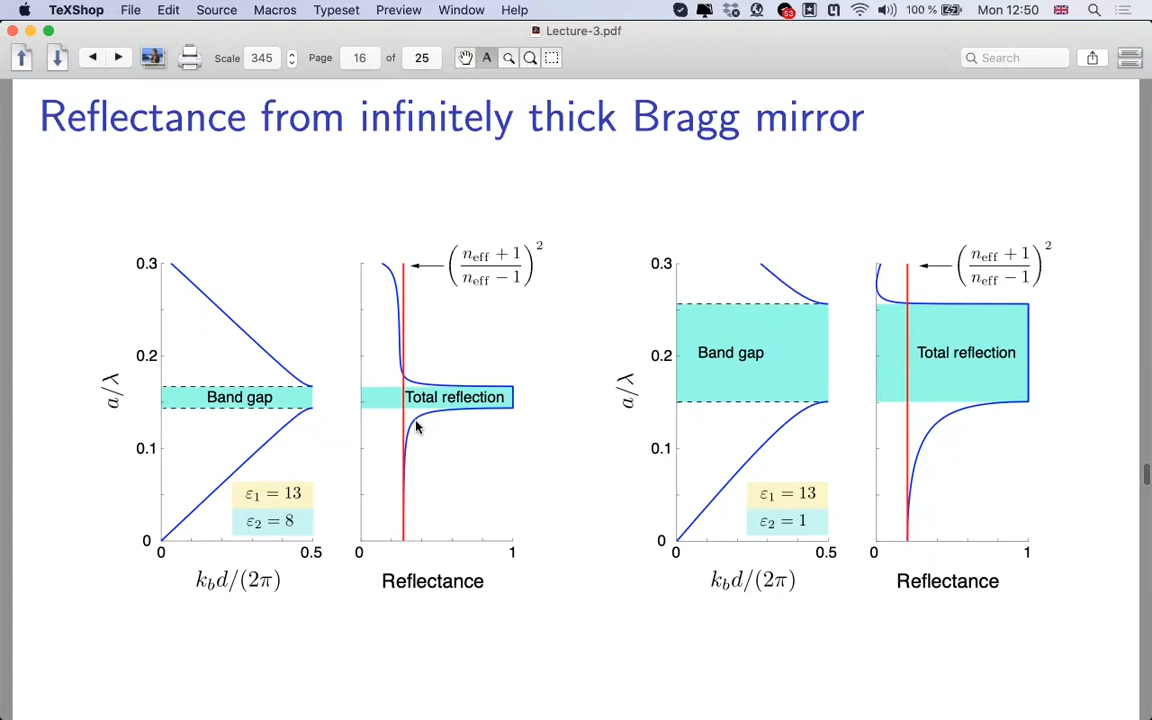 TeXShop File Edit Source Macros Typeset Preview Window Help 53 100 % Mon 12:50
Lecture-3.pdf
Scale 345 Page 16 of 25 A Search
Reflectance from infinitely thick Bragg mirror
0.3
0.2
0.1
0
a/λ
Band gap
ε₁ = 13
ε₂ = 8
0 0.5
k_b d/(2π)
(n_eff + 1 / n_eff − 1)²
Total reflection
0 1
Reflectance
0.3
0.2
0.1
0
a/λ
Band gap
ε₁ = 13
ε₂ = 1
0 0.5
k_b d/(2π)
(n_eff + 1 / n_eff − 1)²
Total reflection
0 1
Reflectance